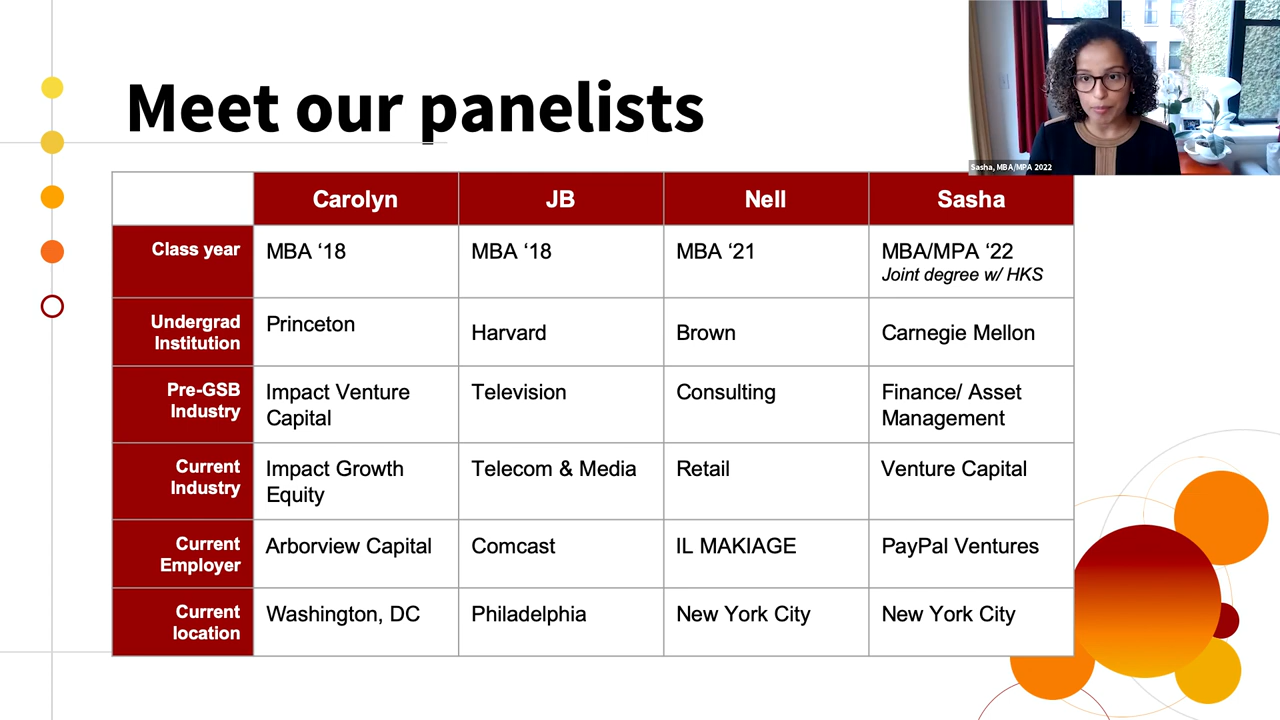 Meet our panelists
Sasha, MBA/MPA 2022
Carolyn
JB
Nell
Sasha
Class year
MBA ‘18
MBA ‘18
MBA ‘21
MBA/MPA ‘22
Joint degree w/ HKS
Undergrad
Institution
Princeton
Harvard
Brown
Carnegie Mellon
Pre-GSB
Industry
Impact Venture
Capital
Television
Consulting
Finance/ Asset
Management
Current
Industry
Impact Growth
Equity
Telecom & Media
Retail
Venture Capital
Current
Employer
Arborview Capital
Comcast
IL MAKIAGE
PayPal Ventures
Current
location
Washington, DC
Philadelphia
New York City
New York City